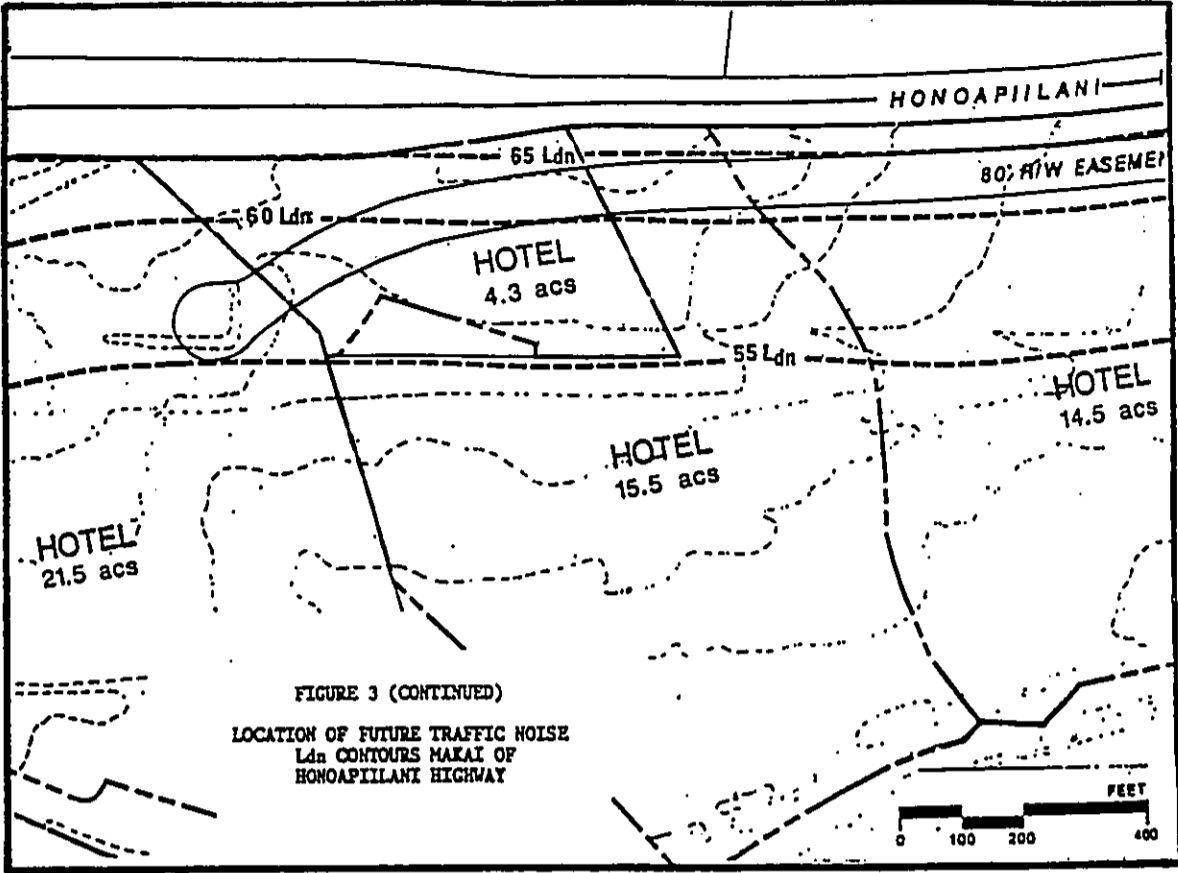 HONOAPIILANI
65 Ldn
80' R/W EASEME
60 Ldn
HOTEL
4.3 acs
55 Ldn
HOTEL
14.5 acs
HOTEL
15.5 acs
HOTEL
21.5 acs
FIGURE 3 (CONTINUED)
LOCATION OF FUTURE TRAFFIC NOISE
Ldn CONTOURS MAKAI OF
HONOAPIILANI HIGHWAY
FEET
0 100 200 400